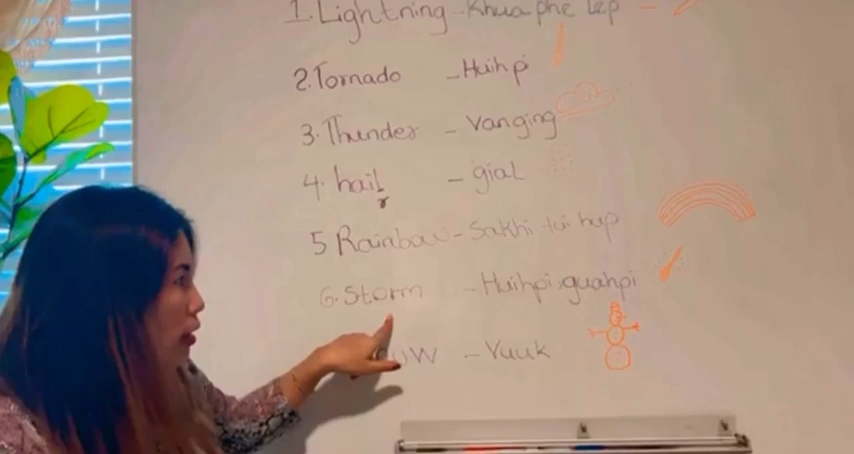 1. Lightning - Khua phe lep -
2. Tornado - Huihpi
3. Thunder - Vanging
4. hail - gial
5 Rainbow - Sakhi tui hup
6. Storm - Huihpi, guahpi
ow - Vuuk